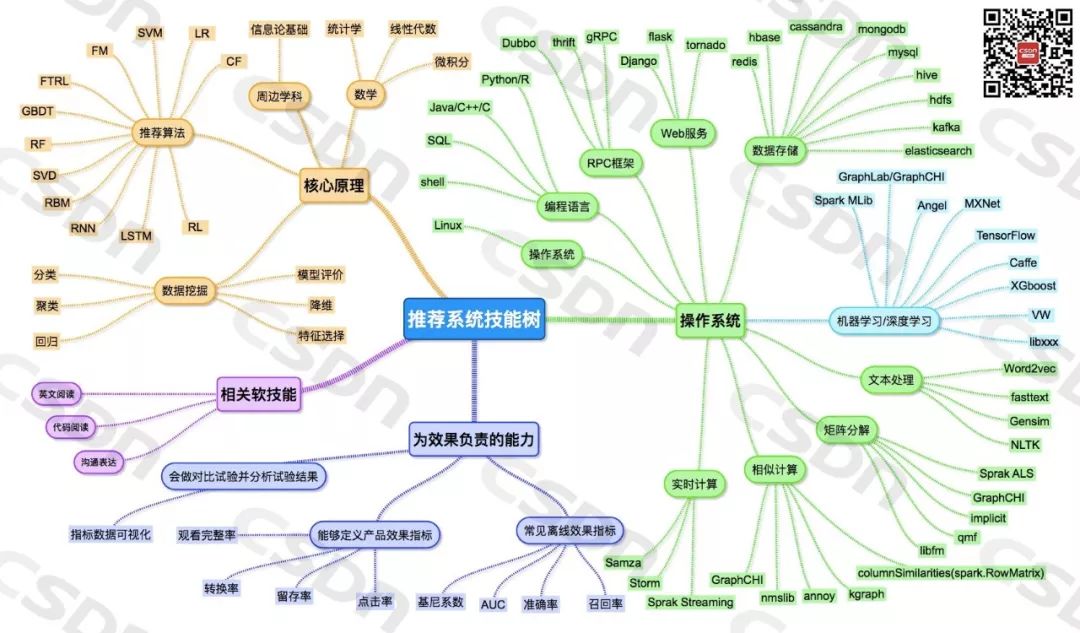 推荐系统技能树
核心原理
推荐算法
SVM
LR
CF
FM
FTRL
GBDT
RF
SVD
RBM
RNN
LSTM
RL
周边学科
信息论基础
数学
统计学
线性代数
微积分
数据挖掘
分类
聚类
回归
模型评价
降维
特征选择
相关软技能
英文阅读
代码阅读
沟通表达
为效果负责的能力
会做对比试验并分析试验结果
指标数据可视化
能够定义产品效果指标
观看完整率
转换率
留存率
点击率
常见离线效果指标
基尼系数
AUC
准确率
召回率
操作系统
操作系统
Linux
编程语言
Python/R
Java/C++/C
SQL
shell
RPC框架
Dubbo
thrift
gRPC
Web服务
flask
Django
tornado
数据存储
redis
hbase
cassandra
mongodb
mysql
hive
hdfs
kafka
elasticsearch
机器学习/深度学习
GraphLab/GraphCHI
Spark MLib
Angel
MXNet
TensorFlow
Caffe
XGboost
VW
libxxx
文本处理
Word2vec
fasttext
Gensim
NLTK
矩阵分解
Sprak ALS
GraphCHI
implicit
qmf
libfm
相似计算
columnSimilarities(spark.RowMatrix)
kgraph
annoy
nmslib
GraphCHI
实时计算
Samza
Storm
Sprak Streaming
CSDN
CSDN
CSDN
CSDN
CSDN
CSDN
CSDN
CSDN
CSDN
CSDN
CSDN